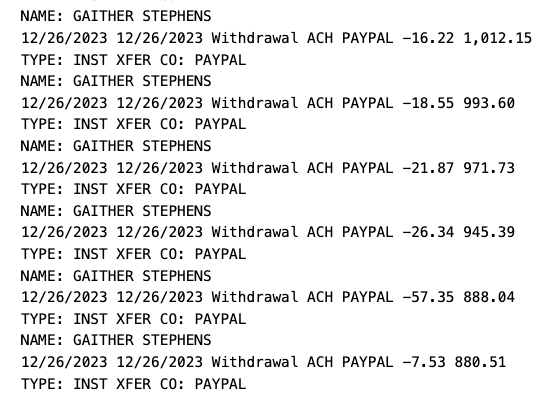 NAME: GAITHER STEPHENS
12/26/2023 12/26/2023 Withdrawal ACH PAYPAL -16.22 1,012.15
TYPE: INST XFER CO: PAYPAL
NAME: GAITHER STEPHENS
12/26/2023 12/26/2023 Withdrawal ACH PAYPAL -18.55 993.60
TYPE: INST XFER CO: PAYPAL
NAME: GAITHER STEPHENS
12/26/2023 12/26/2023 Withdrawal ACH PAYPAL -21.87 971.73
TYPE: INST XFER CO: PAYPAL
NAME: GAITHER STEPHENS
12/26/2023 12/26/2023 Withdrawal ACH PAYPAL -26.34 945.39
TYPE: INST XFER CO: PAYPAL
NAME: GAITHER STEPHENS
12/26/2023 12/26/2023 Withdrawal ACH PAYPAL -57.35 888.04
TYPE: INST XFER CO: PAYPAL
NAME: GAITHER STEPHENS
12/26/2023 12/26/2023 Withdrawal ACH PAYPAL -7.53 880.51
TYPE: INST XFER CO: PAYPAL